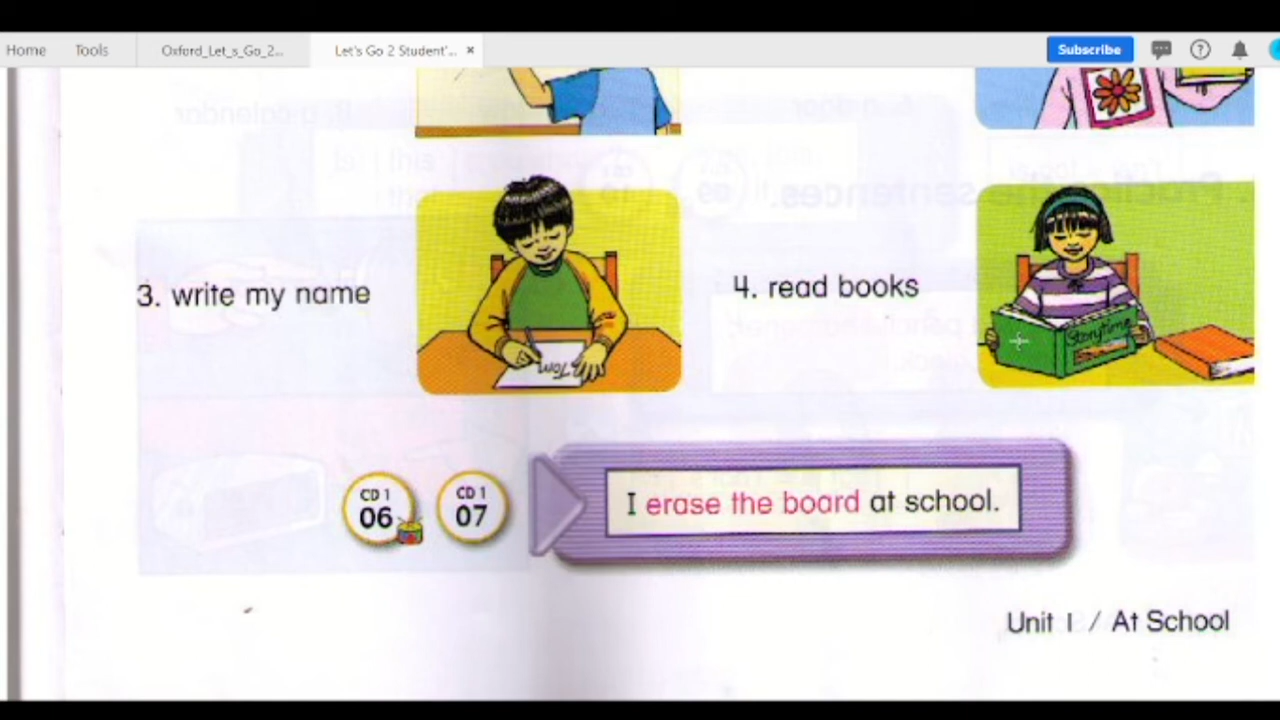 Home Tools Oxford_Let_s_Go_2... Let's Go 2 Student'... ×
Subscribe
3. write my name
Tom
4. read books
Storytime
CD 1
06
CD 1
07
I erase the board at school.
Unit 1 / At School